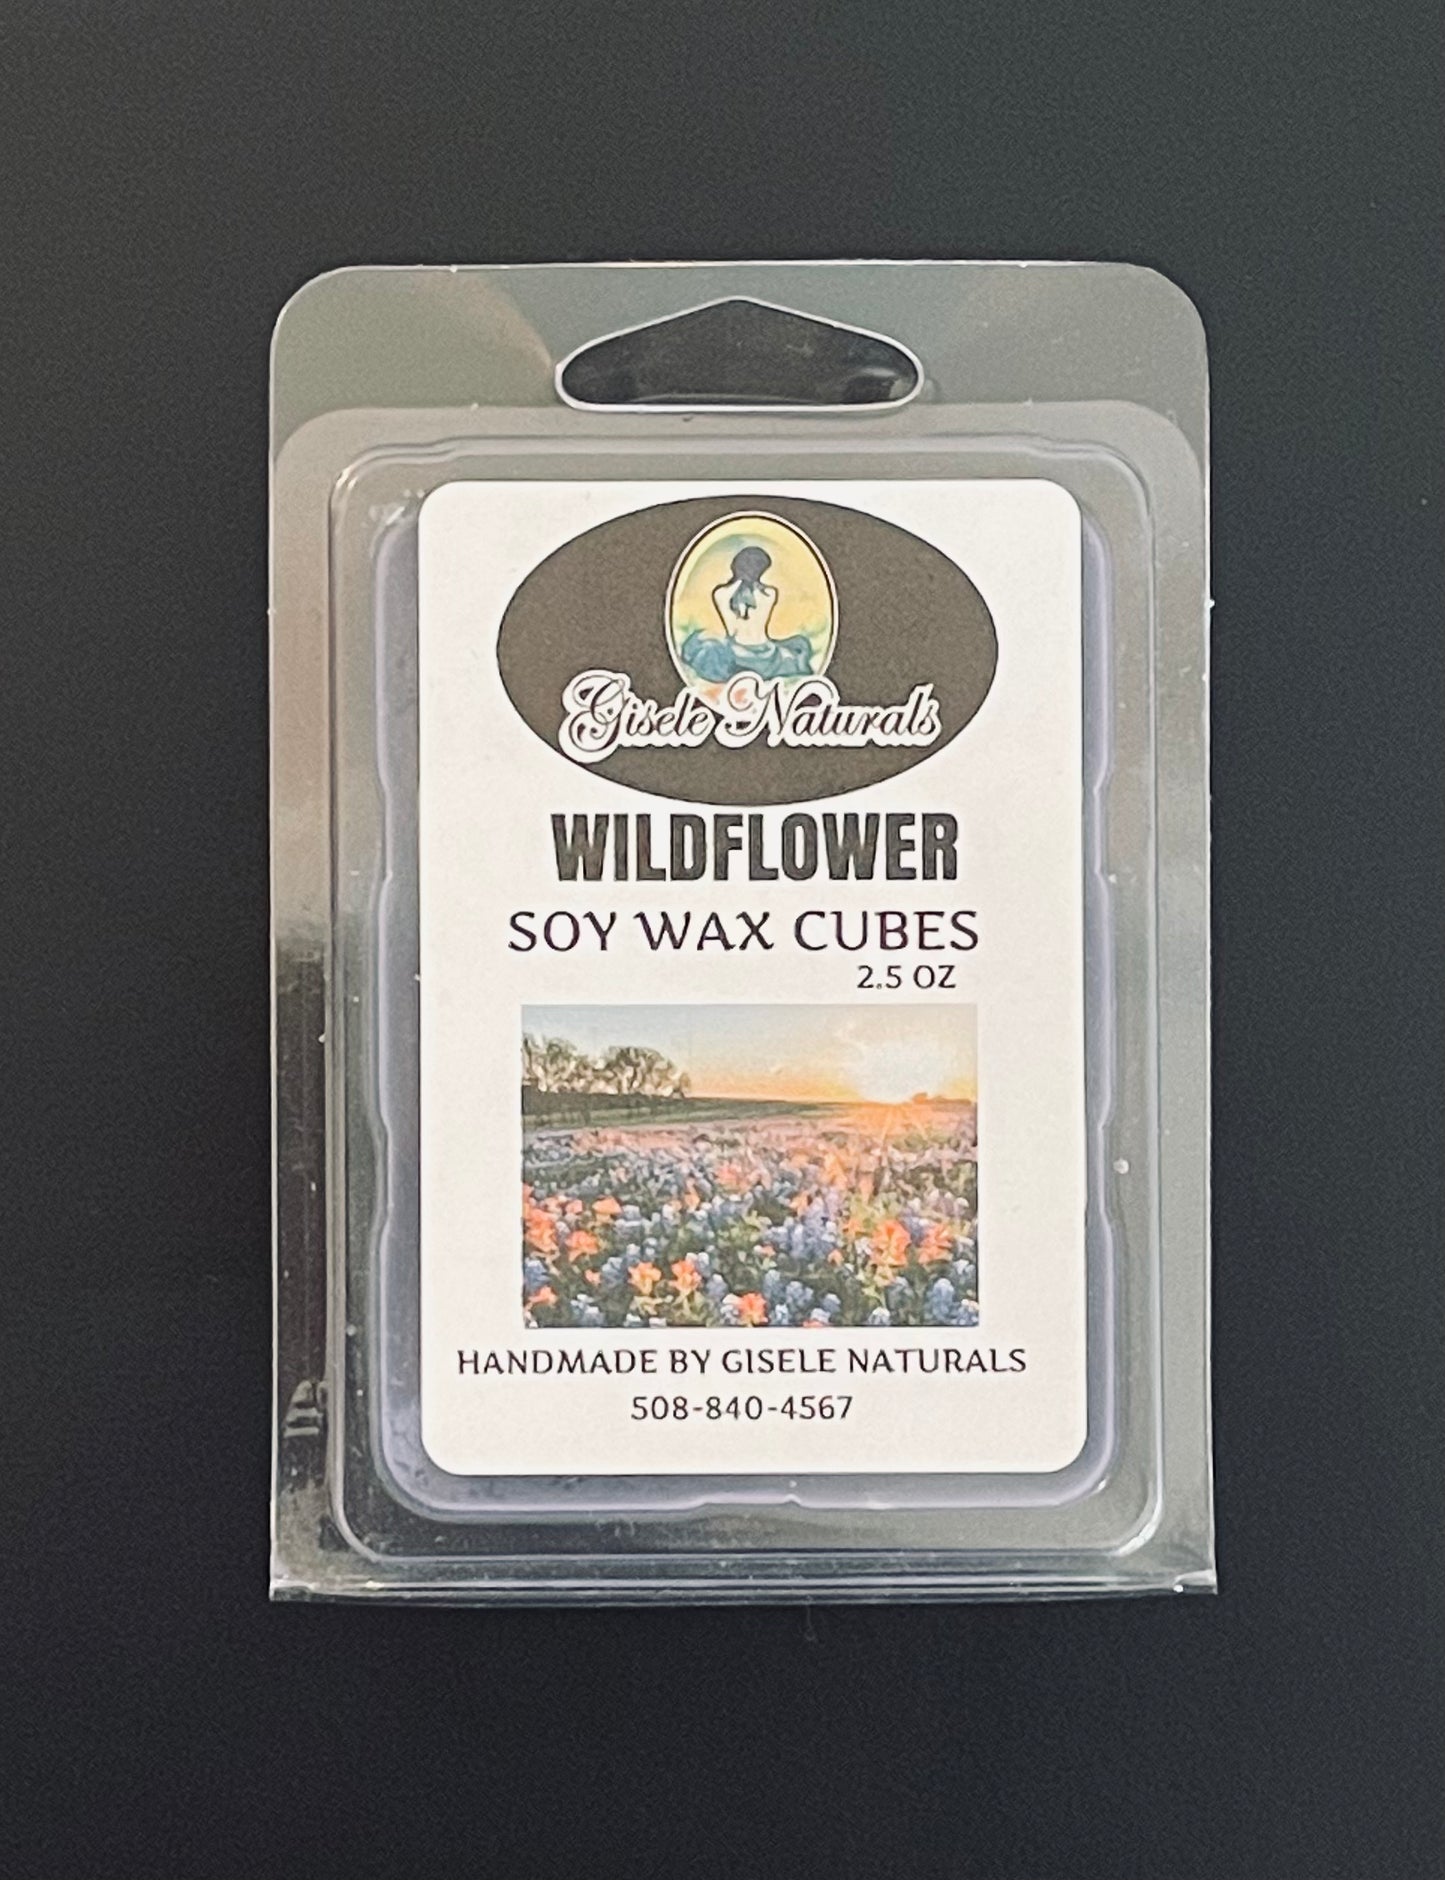 Gisele Naturals
WILDFLOWER
SOY WAX CUBES
2.5 OZ
HANDMADE BY GISELE NATURALS
508-840-4567